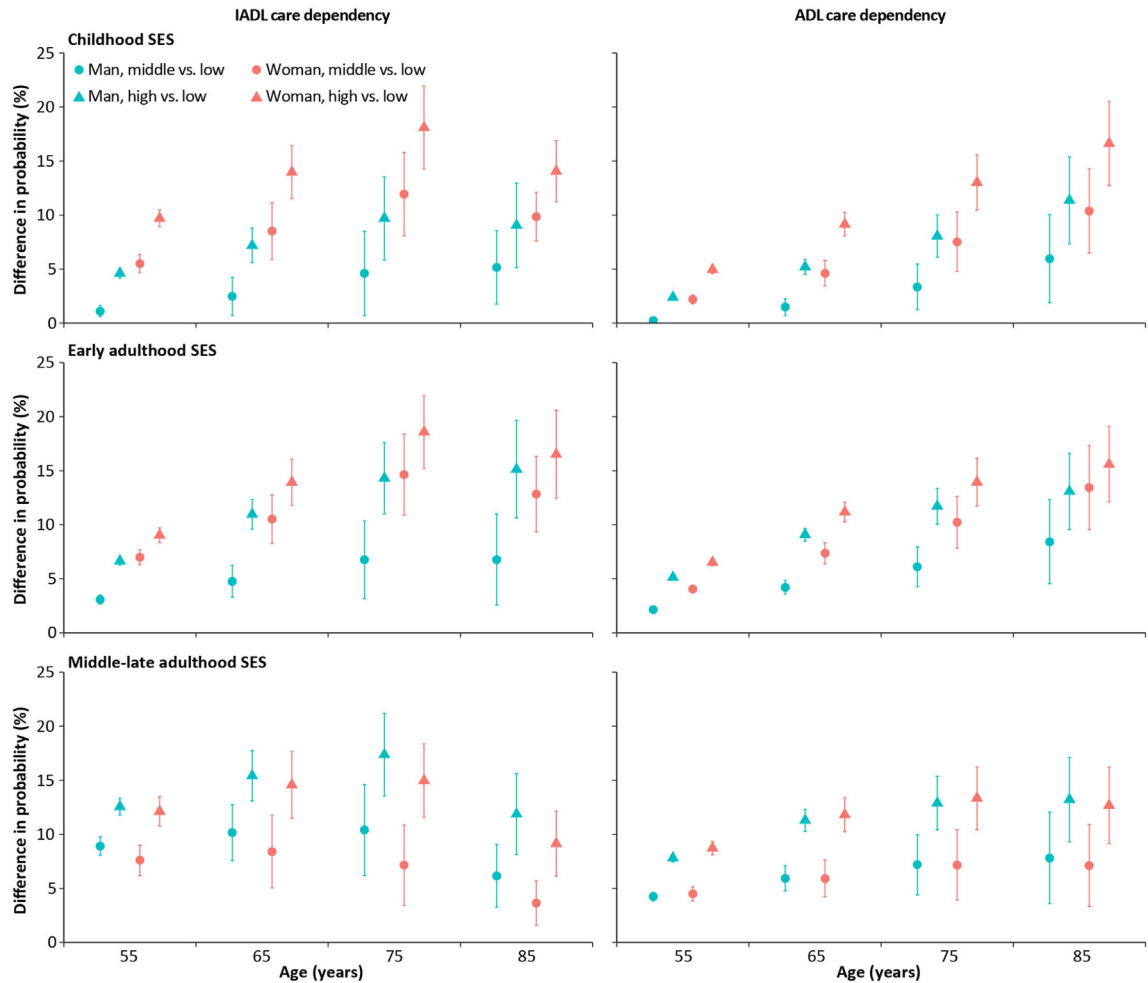 IADL care dependency
ADL care dependency
Childhood SES
Man, middle vs. low
Woman, middle vs. low
Man, high vs. low
Woman, high vs. low
Difference in probability (%)
25
20
15
10
5
0
Early adulthood SES
Difference in probability (%)
25
20
15
10
5
0
Middle-late adulthood SES
Difference in probability (%)
25
20
15
10
5
0
55 65 75 85
55 65 75 85
Age (years)
Age (years)